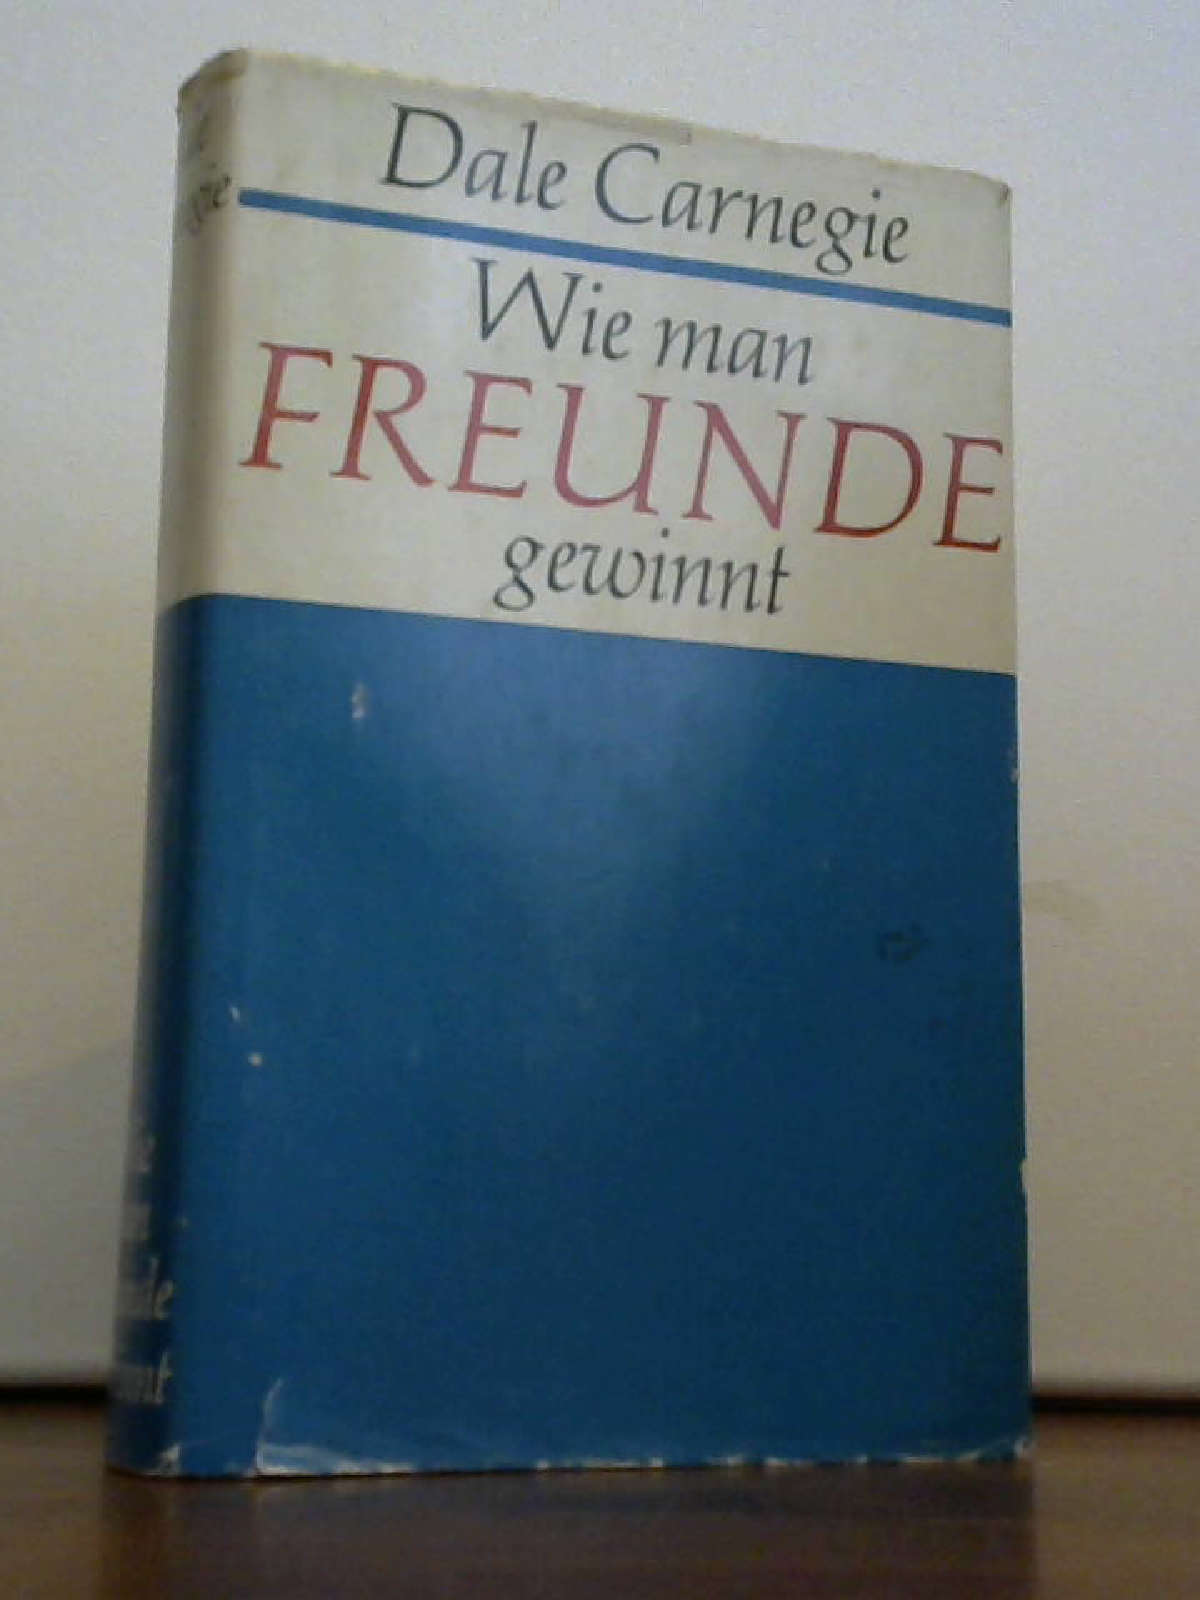 Dale Carnegie
Wie man
FREUNDE
gewinnt